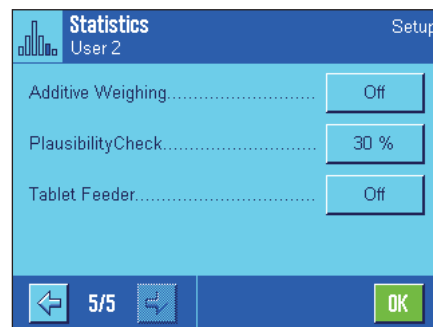 Statistics
Setup
User 2
Additive Weighing............................ Off
PlausibilityCheck............................ 30 %
Tablet Feeder................................. Off
5/5
OK